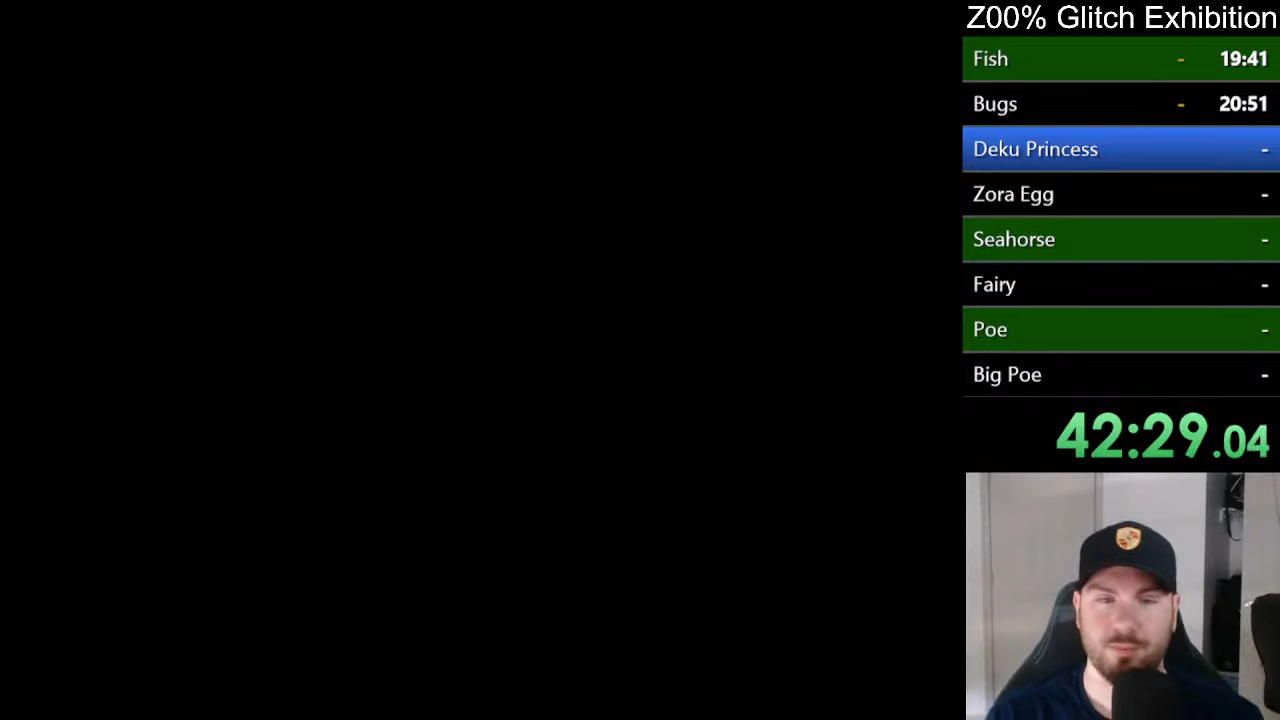 Z00% Glitch Exhibition
Fish - 19:41
Bugs - 20:51
Deku Princess -
Zora Egg -
Seahorse -
Fairy -
Poe -
Big Poe -
42:29.04